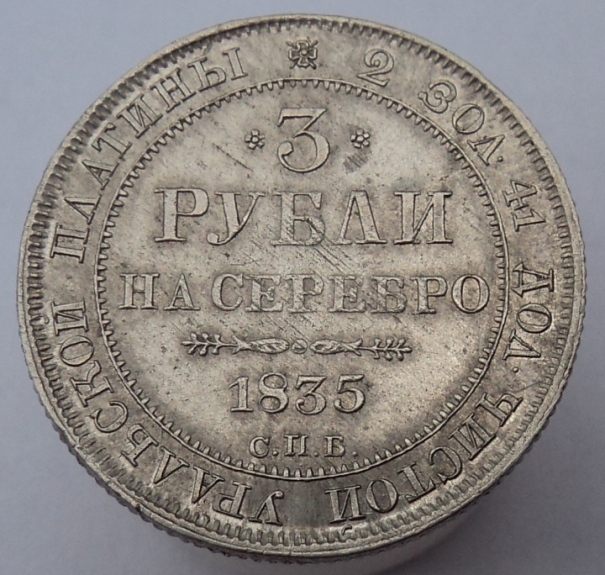 3
РУБЛИ
НА СЕРЕБРО
1835
С.П.Б.
2 ЗОЛ. 41 ДОЛ. ЧИСТОЙ УРАЛЬСКОЙ ПЛАТИНЫ